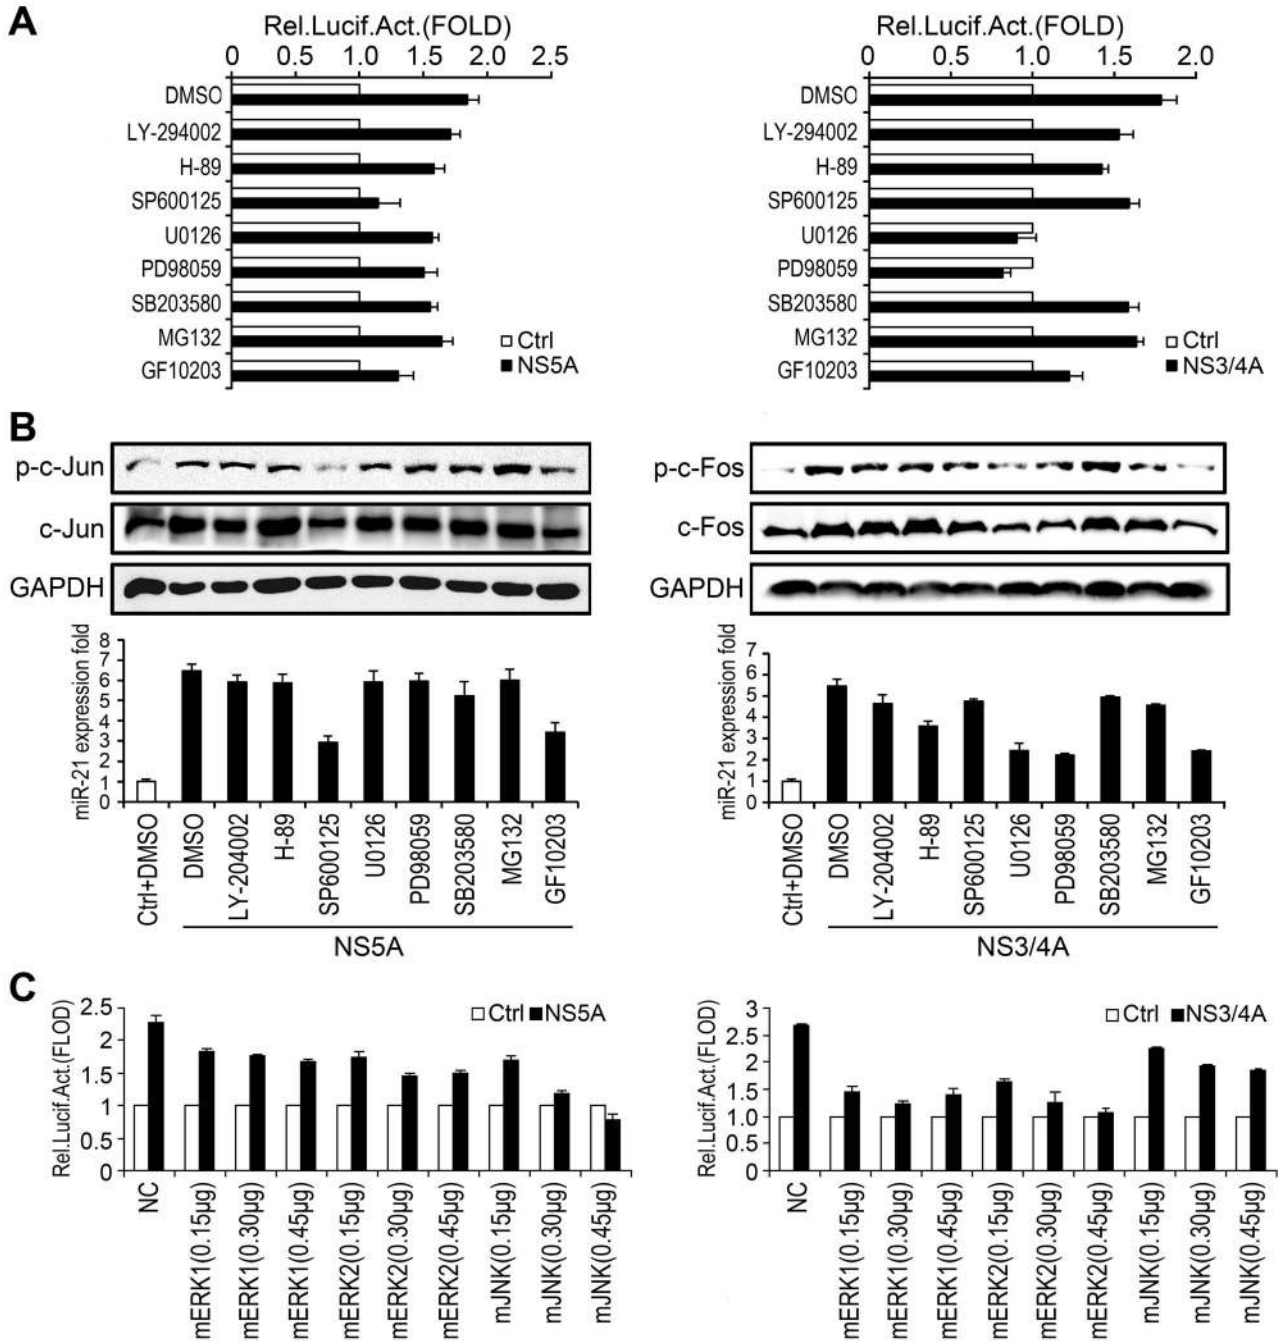 A
Rel.Lucif.Act.(FOLD)
0 0.5 1.0 1.5 2.0 2.5
DMSO
LY-294002
H-89
SP600125
U0126
PD98059
SB203580
MG132
GF10203
Ctrl
NS5A
Rel.Lucif.Act.(FOLD)
0 0.5 1.0 1.5 2.0
DMSO
LY-294002
H-89
SP600125
U0126
PD98059
SB203580
MG132
GF10203
Ctrl
NS3/4A
B
p-c-Jun
c-Jun
GAPDH
miR-21 expression fold
8
7
6
5
4
3
2
1
0
Ctrl+DMSO
DMSO
LY-204002
H-89
SP600125
U0126
PD98059
SB203580
MG132
GF10203
NS5A
p-c-Fos
c-Fos
GAPDH
miR-21 expression fold
7
6
5
4
3
2
1
0
Ctrl+DMSO
DMSO
LY-204002
H-89
SP600125
U0126
PD98059
SB203580
MG132
GF10203
NS3/4A
C
Rel.Lucif.Act.(FLOD)
2.5
2
1.5
1.0
0.5
0
Ctrl NS5A
NC
mERK1(0.15μg)
mERK1(0.30μg)
mERK1(0.45μg)
mERK2(0.15μg)
mERK2(0.30μg)
mERK2(0.45μg)
mJNK(0.15μg)
mJNK(0.30μg)
mJNK(0.45μg)
Rel.Lucif.Act.(FLOD)
3
2.5
2
1.5
1.0
0.5
0
Ctrl NS3/4A
NC
mERK1(0.15μg)
mERK1(0.30μg)
mERK1(0.45μg)
mERK2(0.15μg)
mERK2(0.30μg)
mERK2(0.45μg)
mJNK(0.15μg)
mJNK(0.30μg)
mJNK(0.45μg)